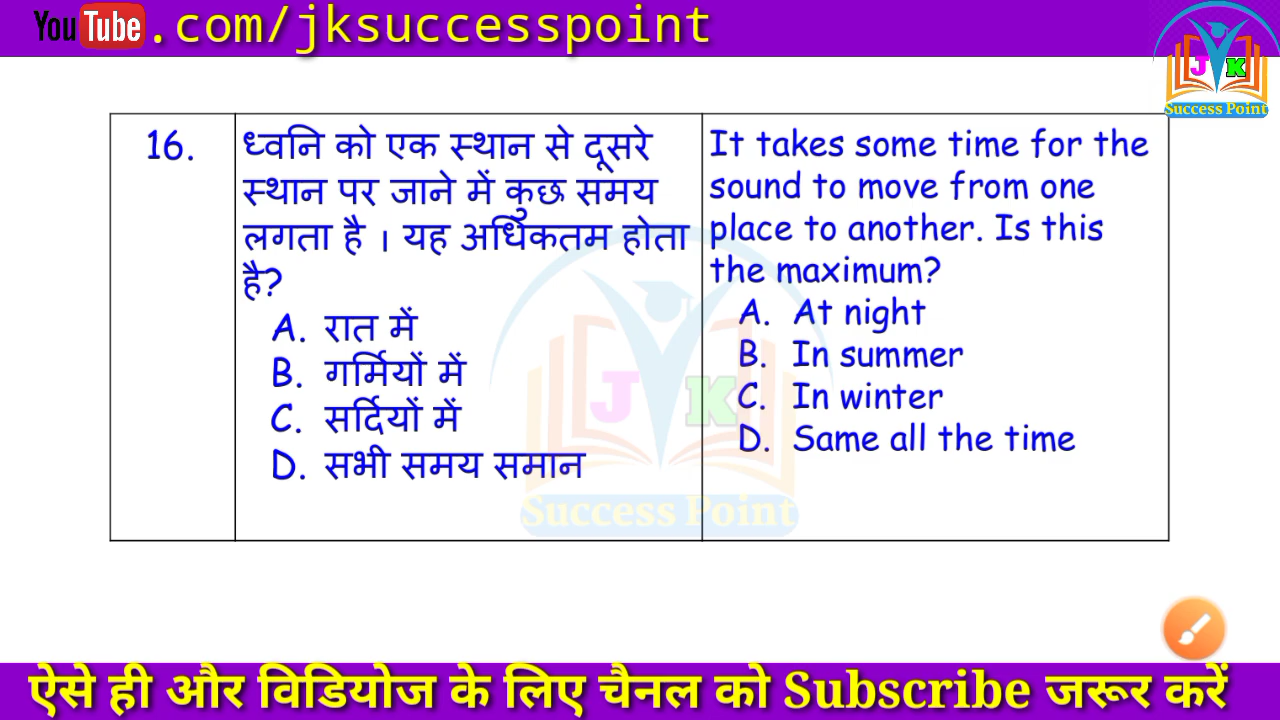 YouTube.com/jksuccesspoint
JK
Success Point
16.
ध्वनि को एक स्थान से दूसरे
स्थान पर जाने में कुछ समय
लगता है । यह अधिकतम होता
है?
A. रात में
B. गर्मियों में
C. सर्दियों में
D. सभी समय समान
It takes some time for the
sound to move from one
place to another. Is this
the maximum?
A. At night
B. In summer
C. In winter
D. Same all the time
JK
Success Point
ऐसे ही और विडियोज के लिए चैनल को Subscribe जरूर करें